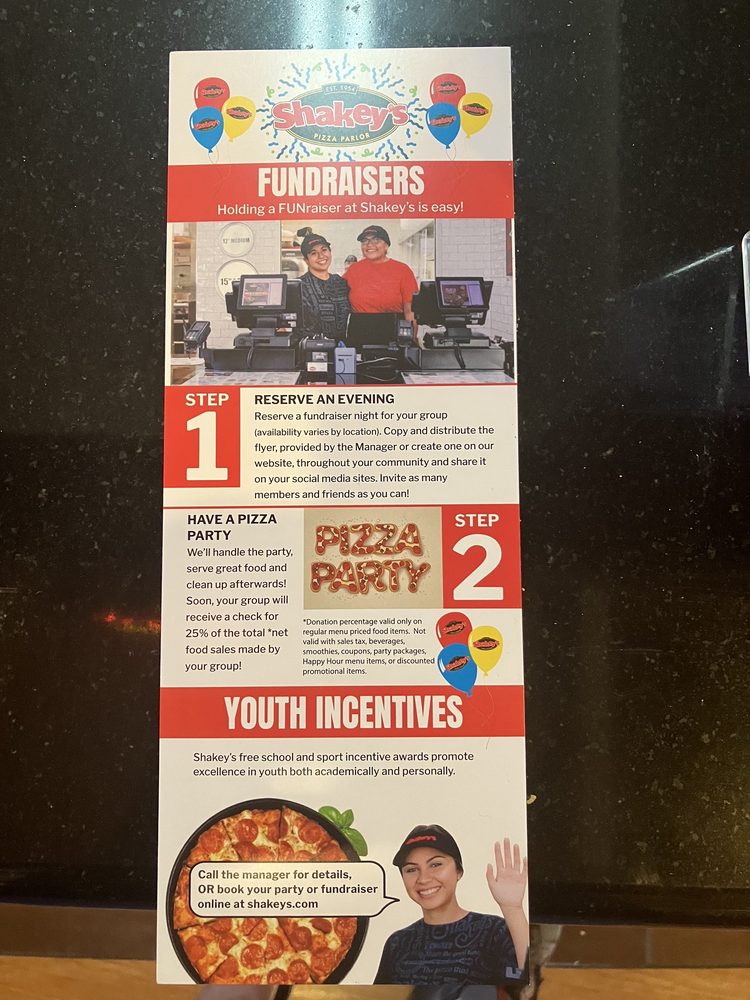 EST. 1954
Shakey's
PIZZA PARLOR
FUNDRAISERS
Holding a FUNraiser at Shakey's is easy!
12" MEDIUM
15"
STEP
1
RESERVE AN EVENING
Reserve a fundraiser night for your group
(availability varies by location). Copy and distribute the
flyer, provided by the Manager or create one on our
website, throughout your community and share it
on your social media sites. Invite as many
members and friends as you can!
HAVE A PIZZA
PARTY
We'll handle the party,
serve great food and
clean up afterwards!
Soon, your group will
receive a check for
25% of the total *net
food sales made by
your group!
PIZZA
PARTY
STEP
2
*Donation percentage valid only on
regular menu priced food items. Not
valid with sales tax, beverages,
smoothies, coupons, party packages,
Happy Hour menu items, or discounted
promotional items.
YOUTH INCENTIVES
Shakey's free school and sport incentive awards promote
excellence in youth both academically and personally.
Call the manager for details,
OR book your party or fundraiser
online at shakeys.com